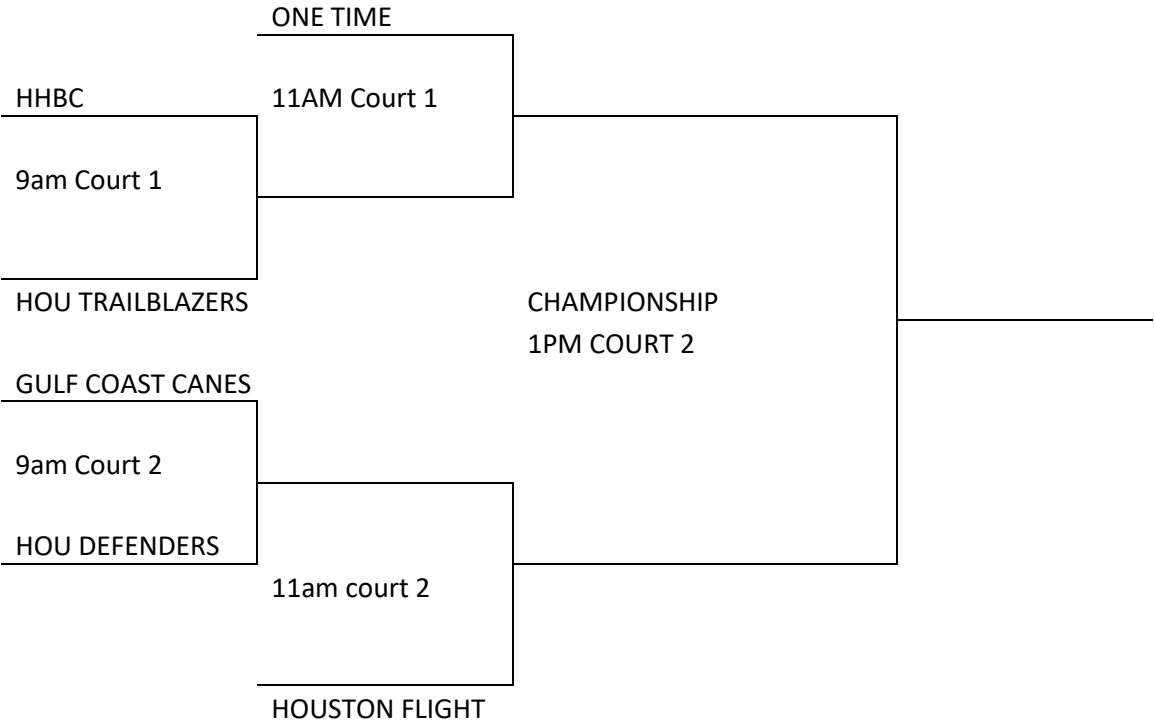 ONE TIME
HHBC
11AM Court 1
9am Court 1
HOU TRAILBLAZERS
CHAMPIONSHIP
1PM COURT 2
GULF COAST CANES
9am Court 2
HOU DEFENDERS
11am court 2
HOUSTON FLIGHT